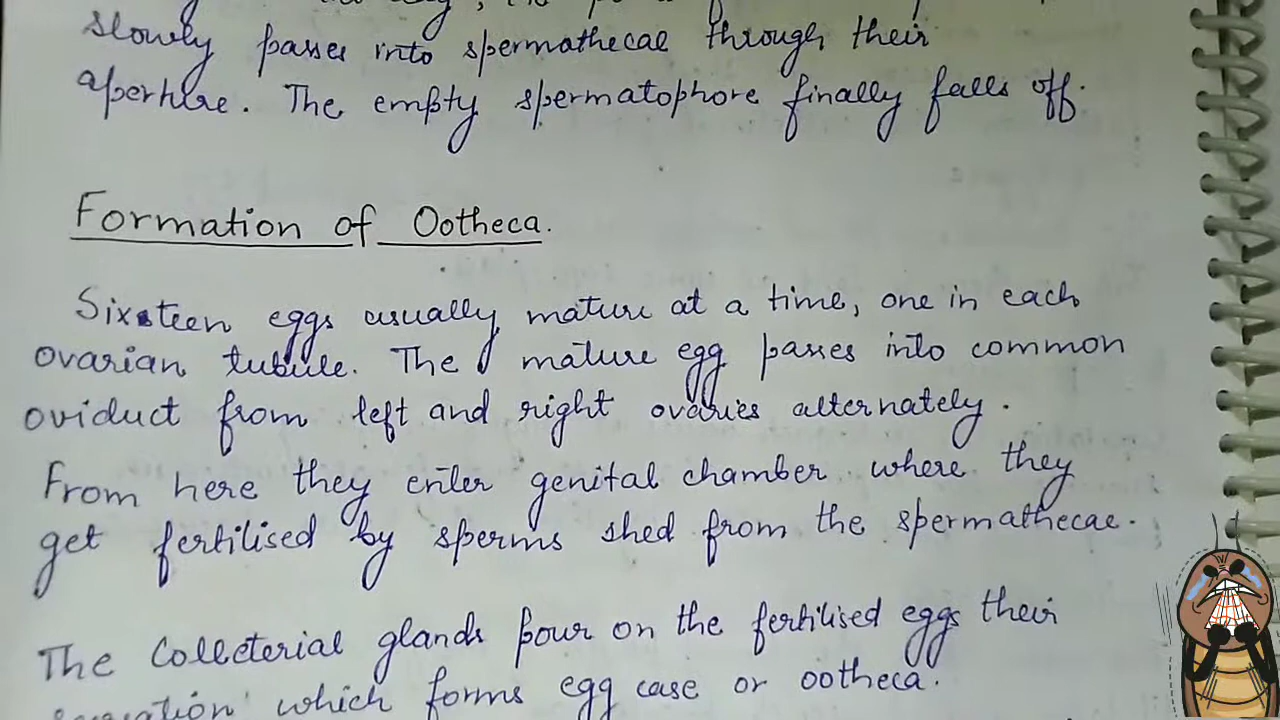 slowly passes into spermathecae through their
aperture. The empty spermatophore finally falls off.
Formation of Ootheca.
Sixteen eggs usually mature at a time, one in each
ovarian tubule. The mature egg passes into common
oviduct from left and right ovaries alternately.
From here they enter genital chamber where they
get fertilised by sperms shed from the spermathecae.
The Colleterial glands pour on the fertilised eggs their
which forms egg case or ootheca.